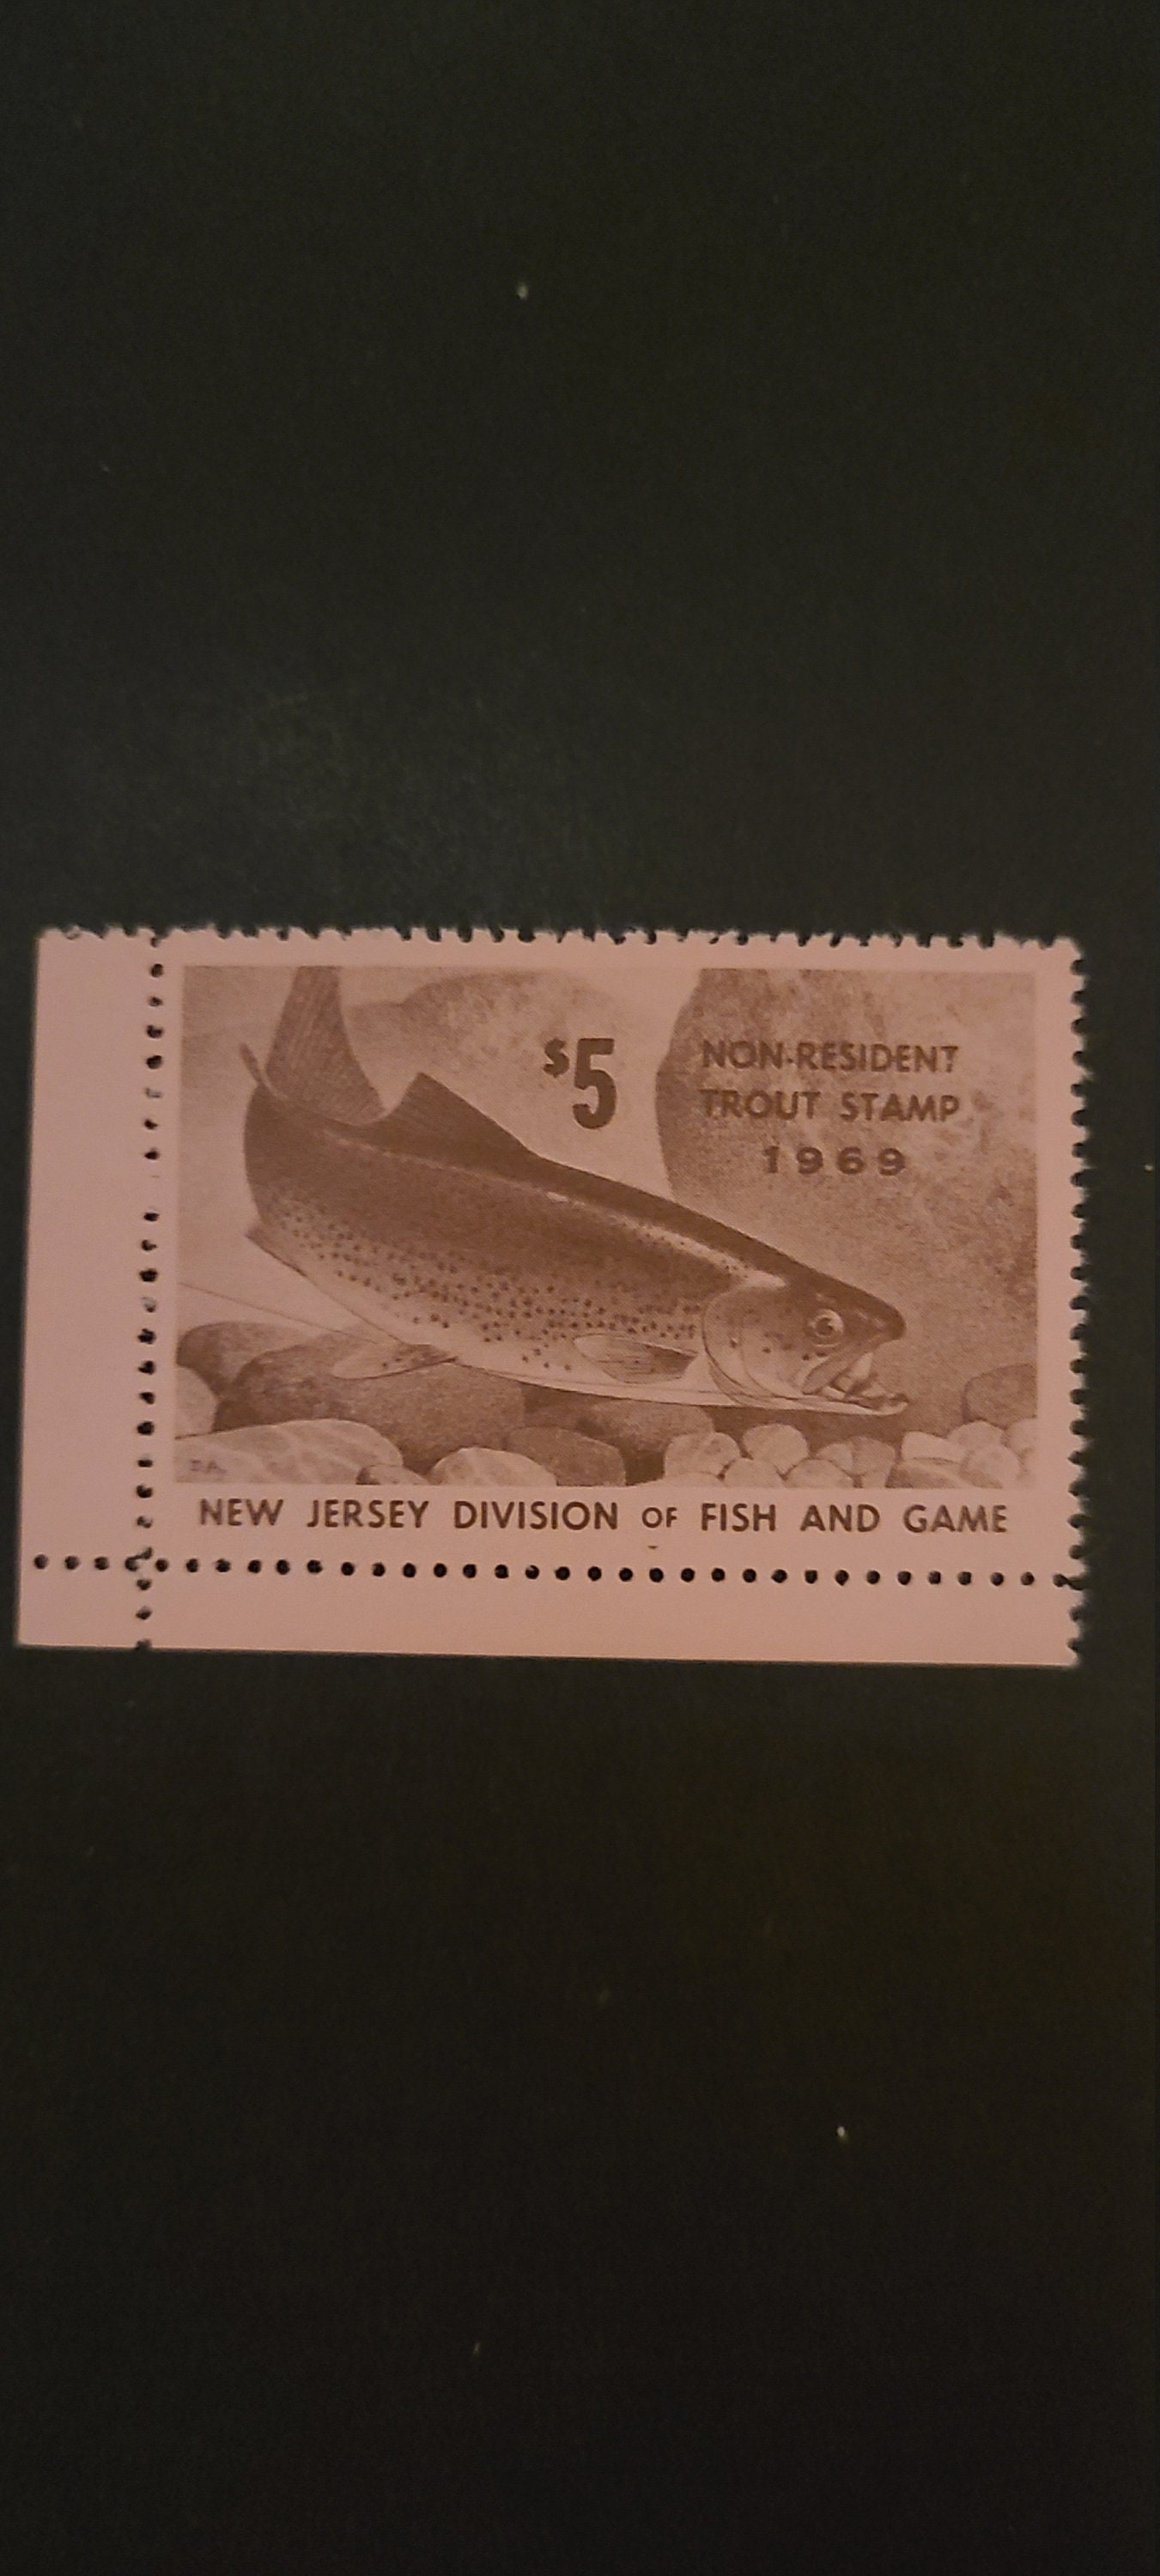 $5
NON-RESIDENT
TROUT STAMP
1969
NEW JERSEY DIVISION OF FISH AND GAME